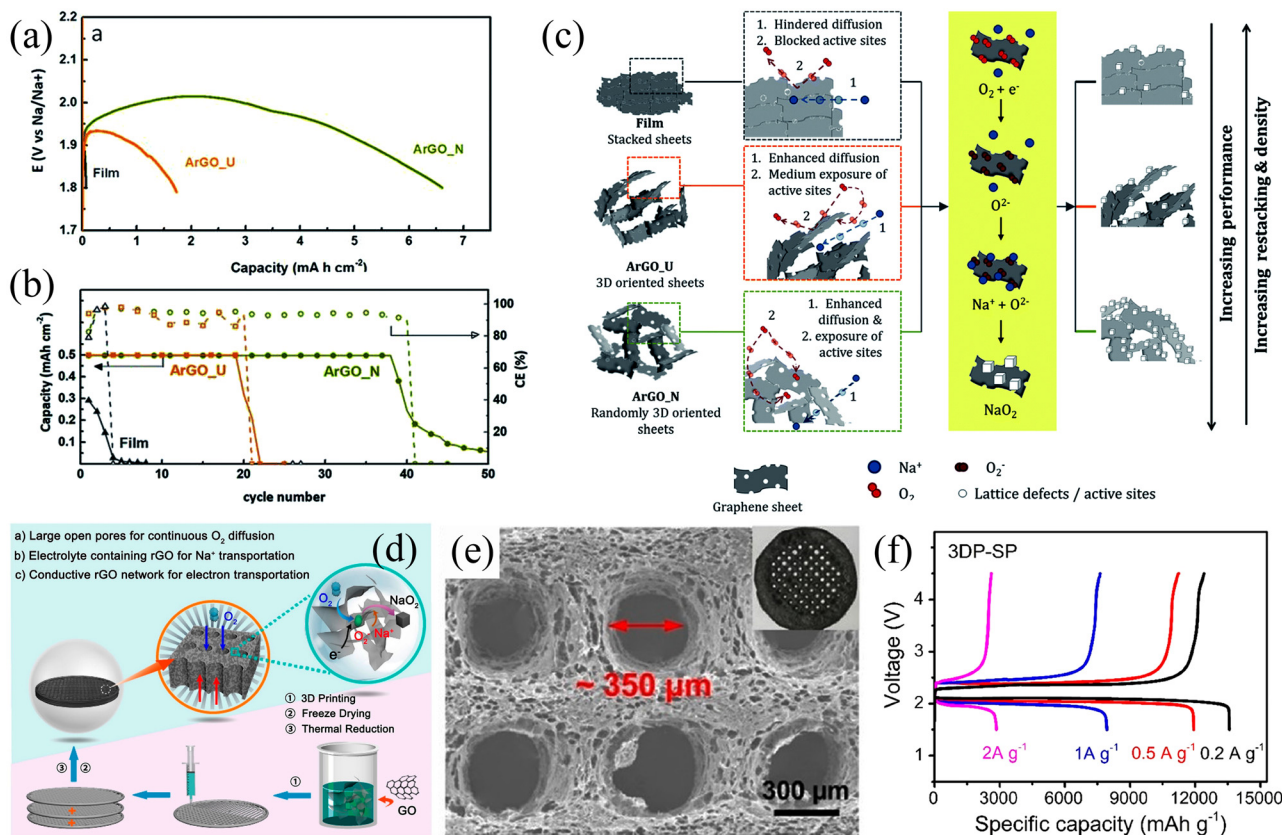 (a)
a
2.2
2.1
2.0
1.9
1.8
1.7
E (V vs Na/Na+)
Film
ArGO_U
ArGO_N
0 1 2 3 4 5 6 7
Capacity (mA h cm⁻²)
(b)
0.5
0.4
0.3
0.2
0.1
Capacity (mAh cm⁻²)
100
80
60
40
20
CE (%)
ArGO_U
ArGO_N
Film
0 10 20 30 40 50
cycle number
(c)
Film
Stacked sheets
1. Hindered diffusion
2. Blocked active sites
2
1
ArGO_U
3D oriented sheets
1. Enhanced diffusion
2. Medium exposure of
active sites
2
1
ArGO_N
Randomly 3D oriented
sheets
1. Enhanced
diffusion &
2. exposure of
active sites
2
1
O₂ + e⁻
O²⁻
Na⁺ + O²⁻
NaO₂
Increasing performance
Increasing restacking & density
Graphene sheet
Na⁺
O₂⁻
O₂
Lattice defects / active sites
(d)
a) Large open pores for continuous O₂ diffusion
b) Electrolyte containing rGO for Na⁺ transportation
c) Conductive rGO network for electron transportation
O₂
O₂
NaO₂
O₂⁻
Na⁺
e⁻
① 3D Printing
② Freeze Drying
③ Thermal Reduction
③ ②
①
GO
(e)
~ 350 μm
300 μm
(f)
3DP-SP
4
3
2
1
Voltage (V)
2A g⁻¹ 1A g⁻¹ 0.5 A g⁻¹ 0.2 A g⁻¹
0 3000 6000 9000 12000 15000
Specific capacity (mAh g⁻¹)